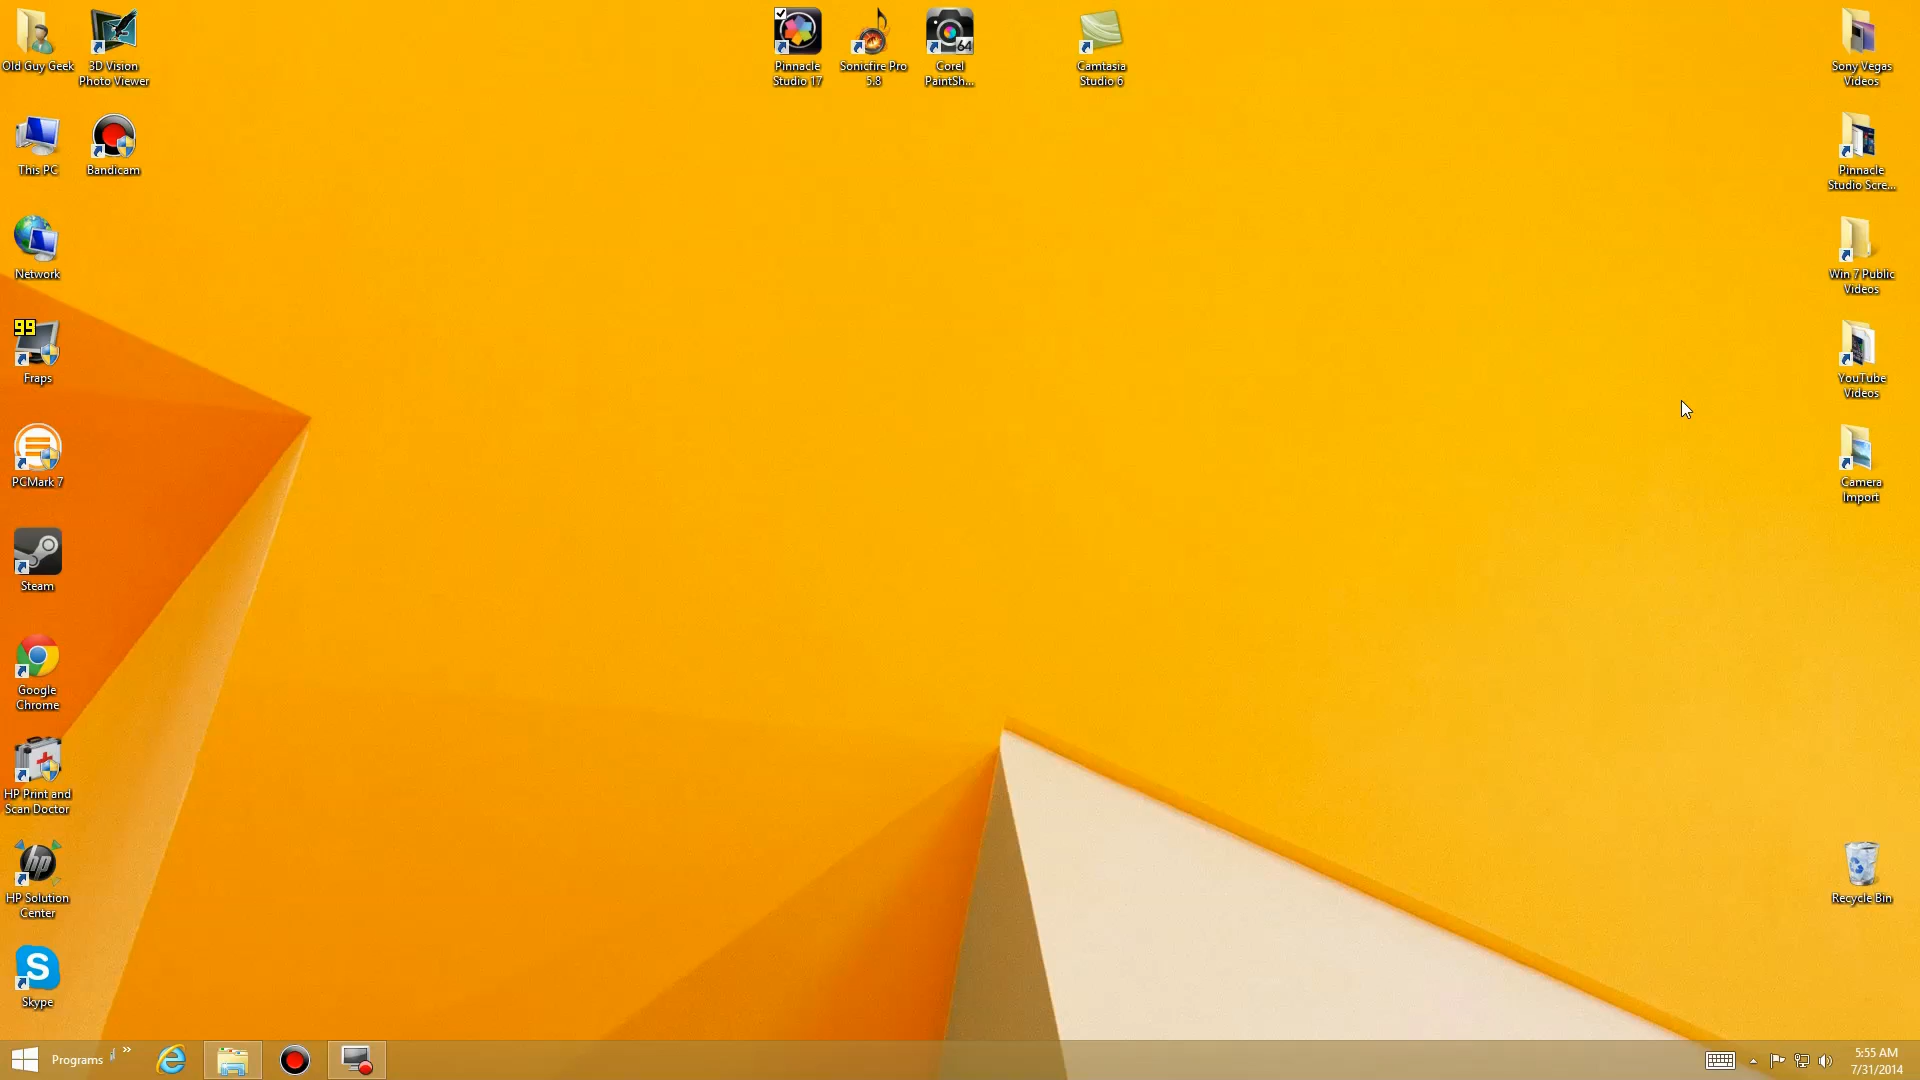 Old Guy Geek
3D Vision
Photo Viewer
Pinnacle
Studio 17
Sonicfire Pro
5.8
64
Corel
PaintSh...
Camtasia
Studio 6
Sony Vegas
Videos
This PC
Bandicam
Pinnacle
Studio Scre...
Network
Win 7 Public
Videos
99
Fraps
YouTube
Videos
PCMark 7
Camera
Import
Steam
Google
Chrome
HP Print and
Scan Doctor
hp
HP Solution
Center
Recycle Bin
S
Skype
Programs
»
5:55 AM
7/31/2014